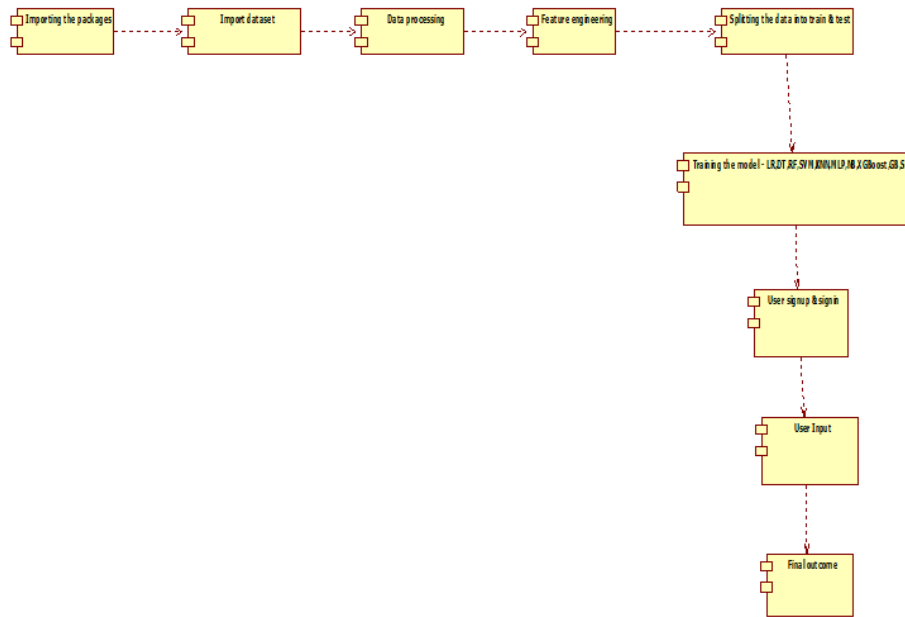 Importing the packages
Import dataset
Data processing
Feature engineering
Splitting the data into train & test
Training the model - LR,DT,RF,SVM,KNN,MLP,NB,XGBoost,GB,S
User signup & signin
User Input
Final outcome